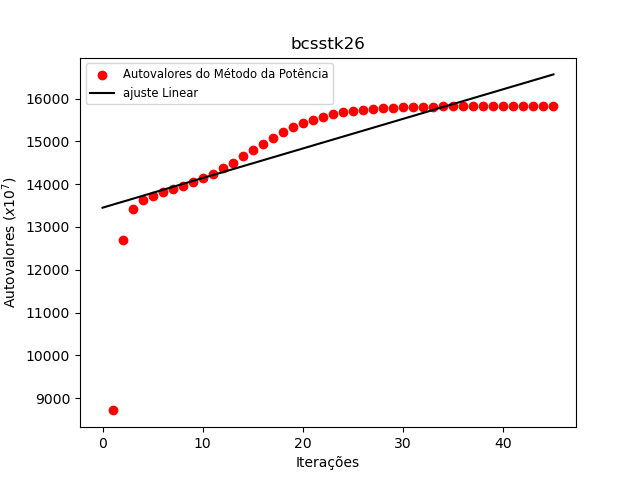 bcsstk26
Autovalores do Método da Potência
ajuste Linear
16000
15000
14000
13000
12000
11000
10000
9000
Autovalores (x10⁷)
0 10 20 30 40
Iterações